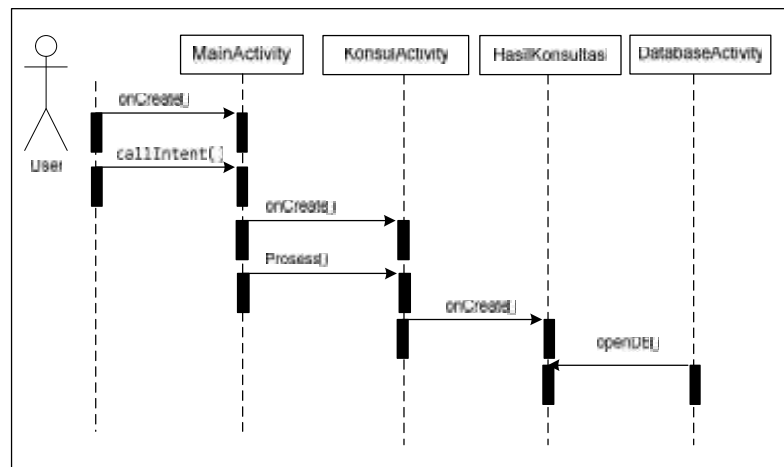 MainActivity
KonsulActivity
HasilKonsultasi
DatabaseActivity
onCreate()
callIntent()
User
onCreate()
Prosess()
onCreate()
openDB()